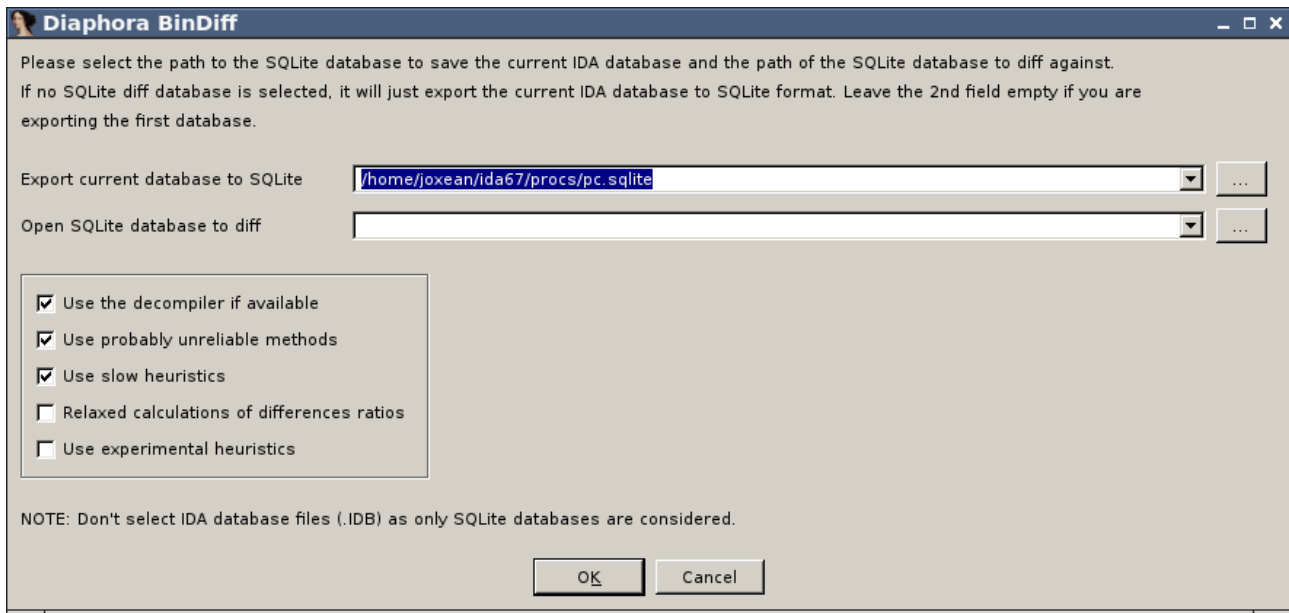 Diaphora BinDiff
Please select the path to the SQLite database to save the current IDA database and the path of the SQLite database to diff against.
If no SQLite diff database is selected, it will just export the current IDA database to SQLite format. Leave the 2nd field empty if you are
exporting the first database.
Export current database to SQLite /home/joxean/ida67/procs/pc.sqlite ...
Open SQLite database to diff ...
Use the decompiler if available
Use probably unreliable methods
Use slow heuristics
Relaxed calculations of differences ratios
Use experimental heuristics
NOTE: Don't select IDA database files (.IDB) as only SQLite databases are considered.
OK Cancel